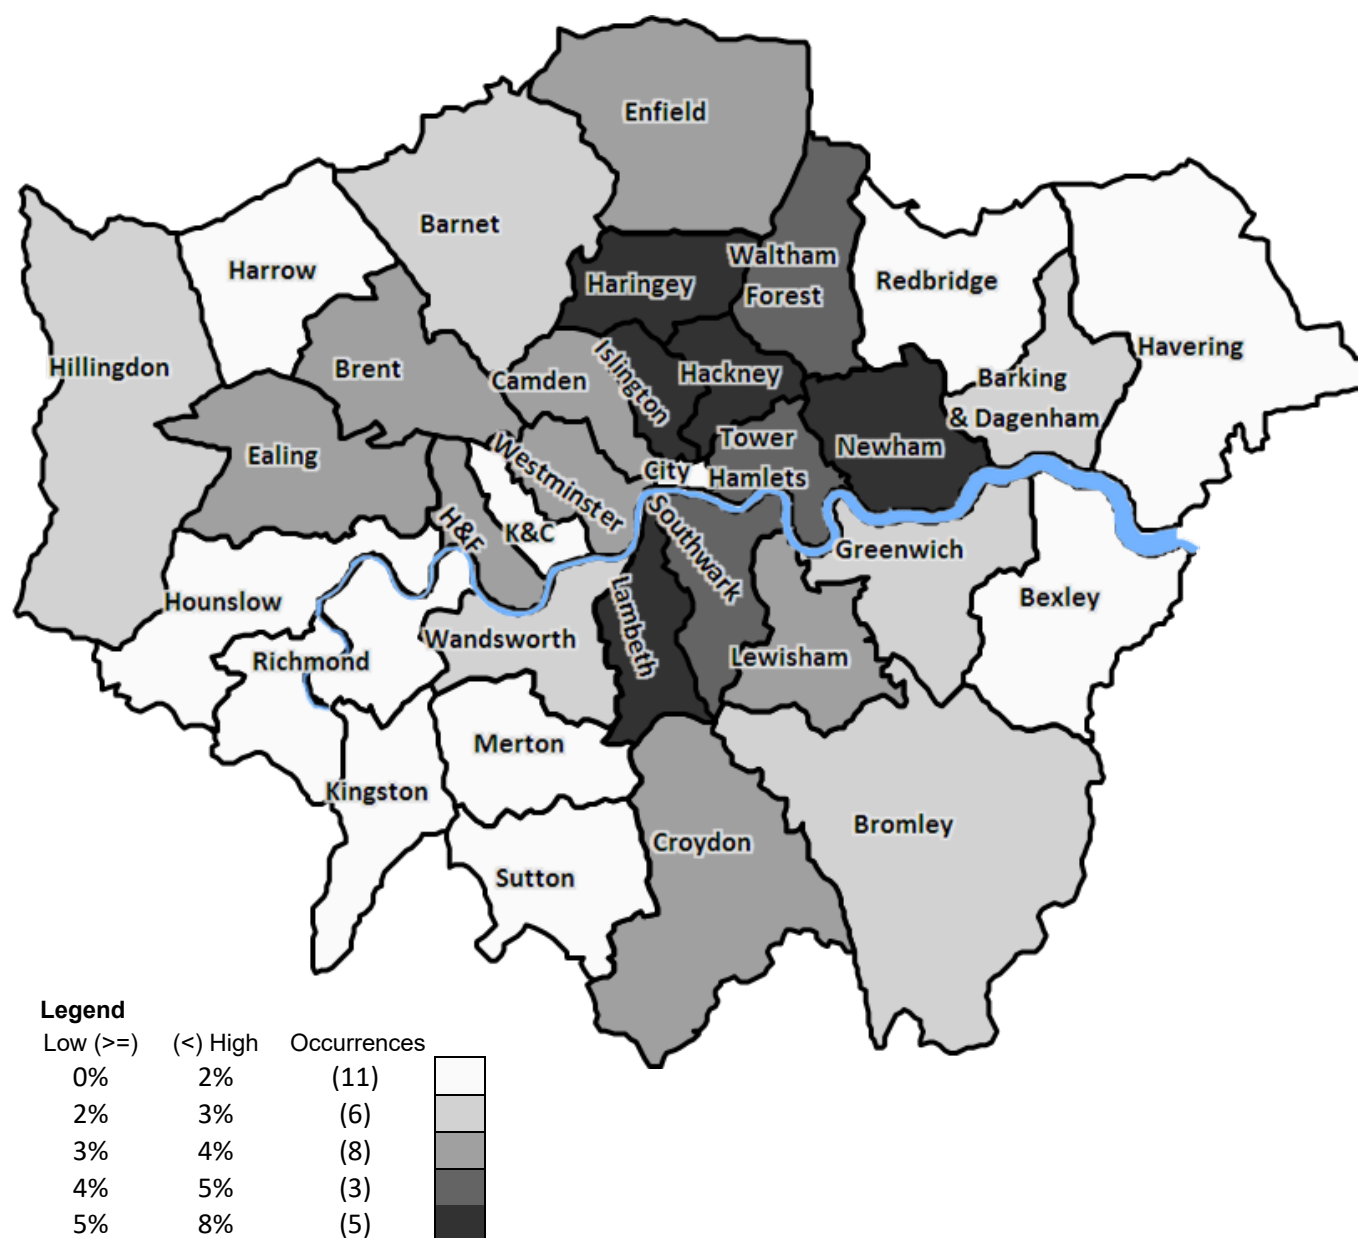 Enfield
Barnet
Waltham
Forest
Harrow
Haringey
Redbridge
Havering
Hillingdon
Brent
Camden
Islington
Hackney
Barking
& Dagenham
Ealing
Westminster
City
Tower
Hamlets
Newham
H&F
K&C
Southwark
Greenwich
Hounslow
Lambeth
Bexley
Richmond
Wandsworth
Lewisham
Merton
Kingston
Bromley
Croydon
Sutton
Legend
Low (>=) (<) High Occurrences
0% 2% (11)
2% 3% (6)
3% 4% (8)
4% 5% (3)
5% 8% (5)